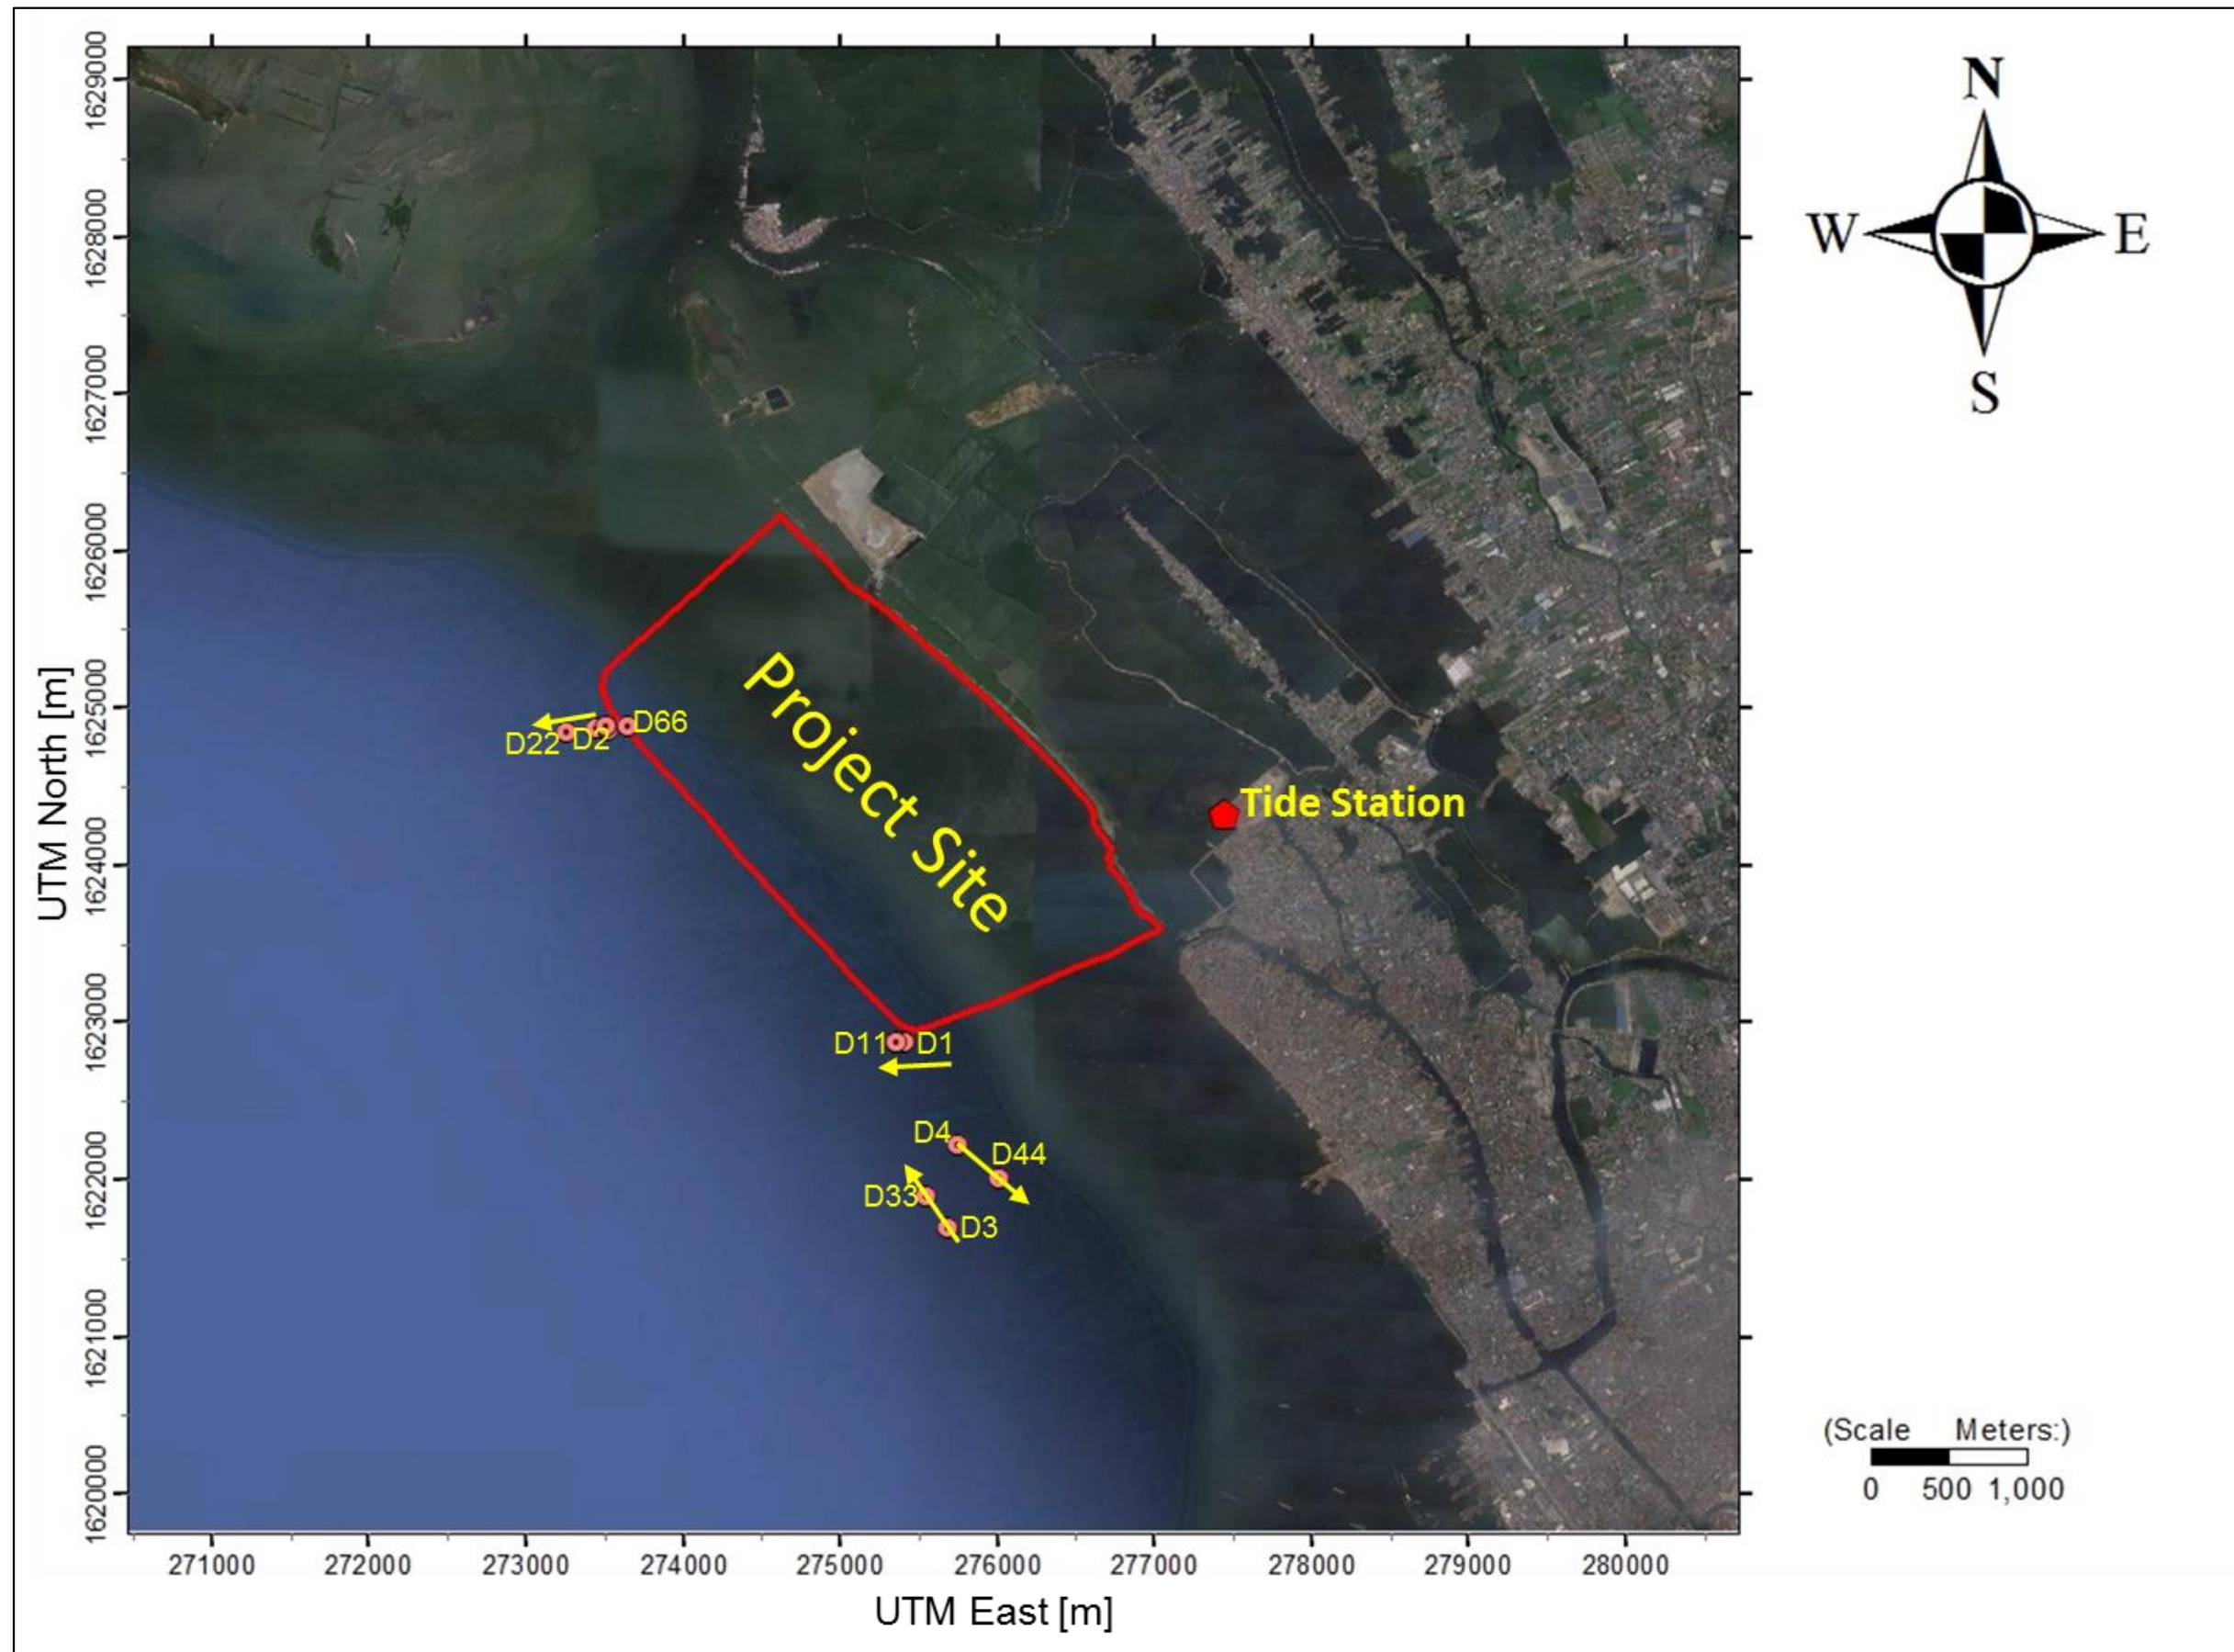 N
W E
S
1629000
1628000
1627000
1626000
1625000
1624000
1623000
1622000
1621000
1620000
UTM North [m]
D66
D22
D2
Project Site
Tide Station
D11
D1
D4
D44
D33
D3
(Scale Meters:)
0 500 1,000
271000 272000 273000 274000 275000 276000 277000 278000 279000 280000
UTM East [m]